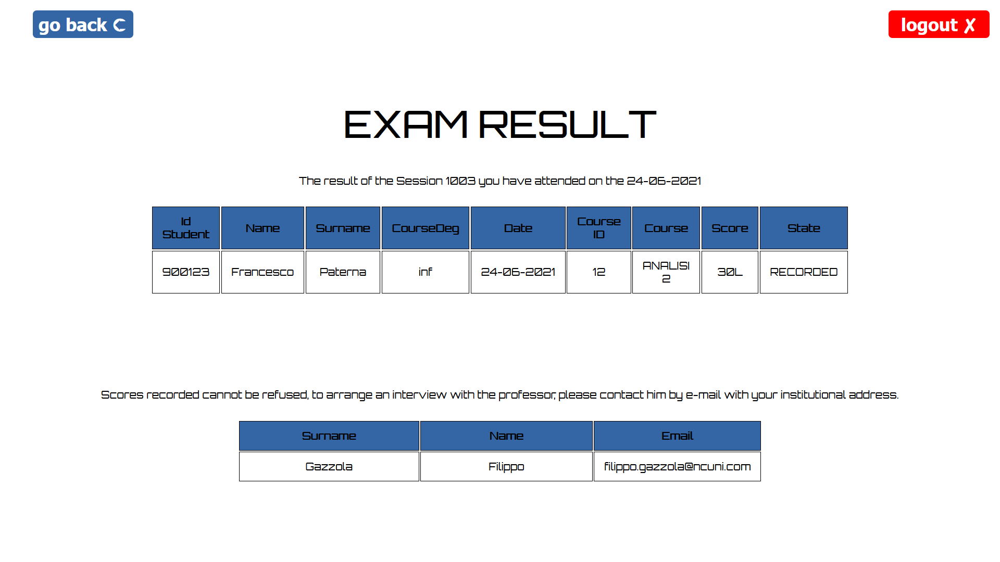 go back
logout ✗
EXAM RESULT
The result of the Session 1003 you have attended on the 24-06-2021
Id Student Name Surname CourseDeg Date Course ID Course Score State
900123 Francesco Paterna inf 24-06-2021 12 ANALISI 2 30L RECORDED
Scores recorded cannot be refused, to arrange an interview with the professor, please contact him by e-mail with your institutional address.
Surname Name Email
Gazzola Filippo filippo.gazzola@ncuni.com